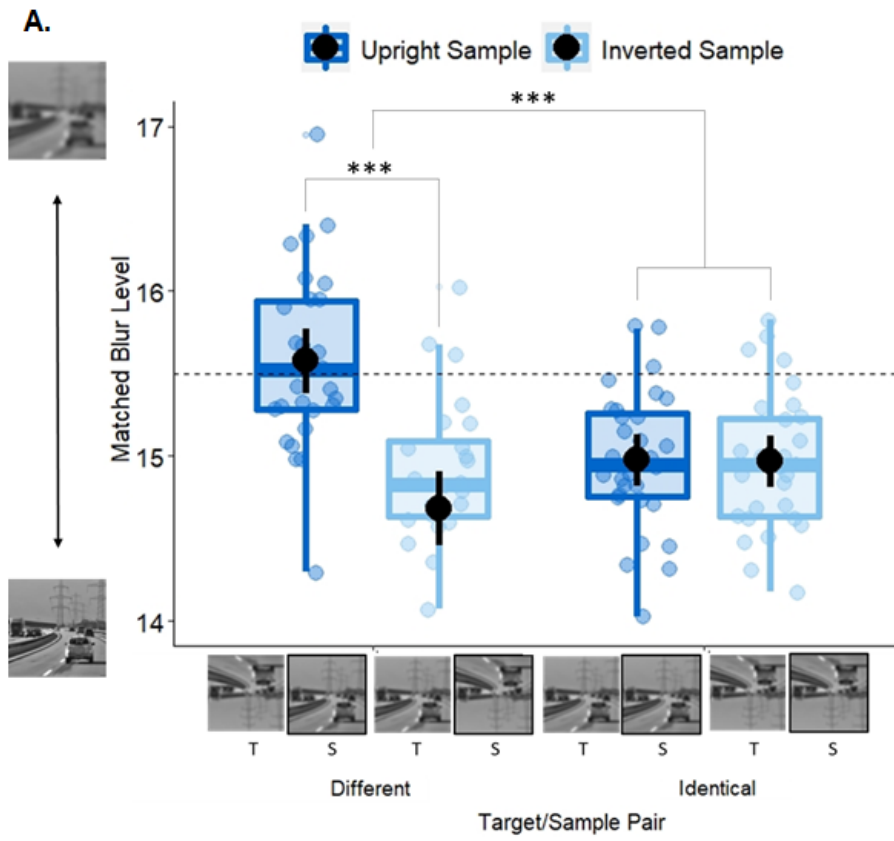 A.
Upright Sample Inverted Sample
***
17
***
16
Matched Blur Level
15
14
T S T S T S T S
Different Identical
Target/Sample Pair